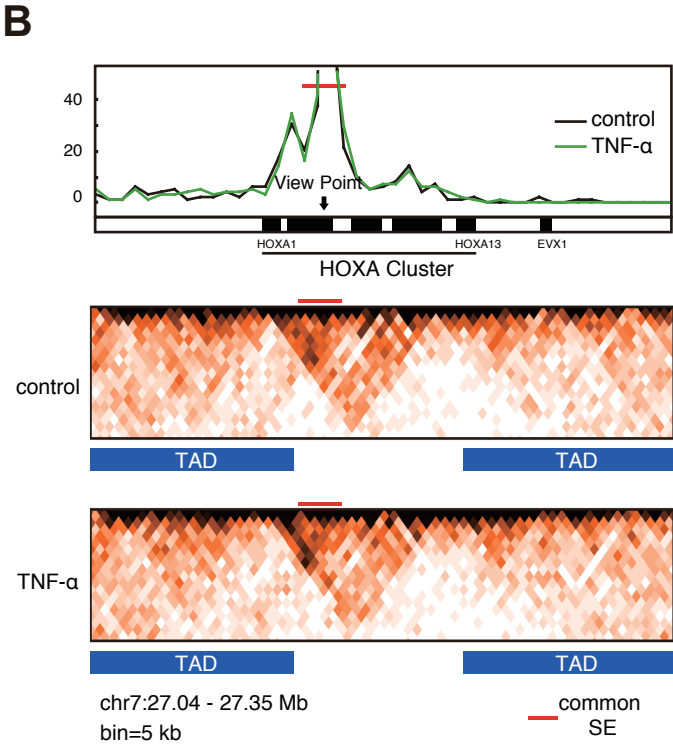 B
40
20
0
control
TNF-α
View Point
HOXA1
HOXA13
EVX1
HOXA Cluster
control
TAD
TAD
TNF-α
TAD
TAD
chr7:27.04 - 27.35 Mb
bin=5 kb
common
SE